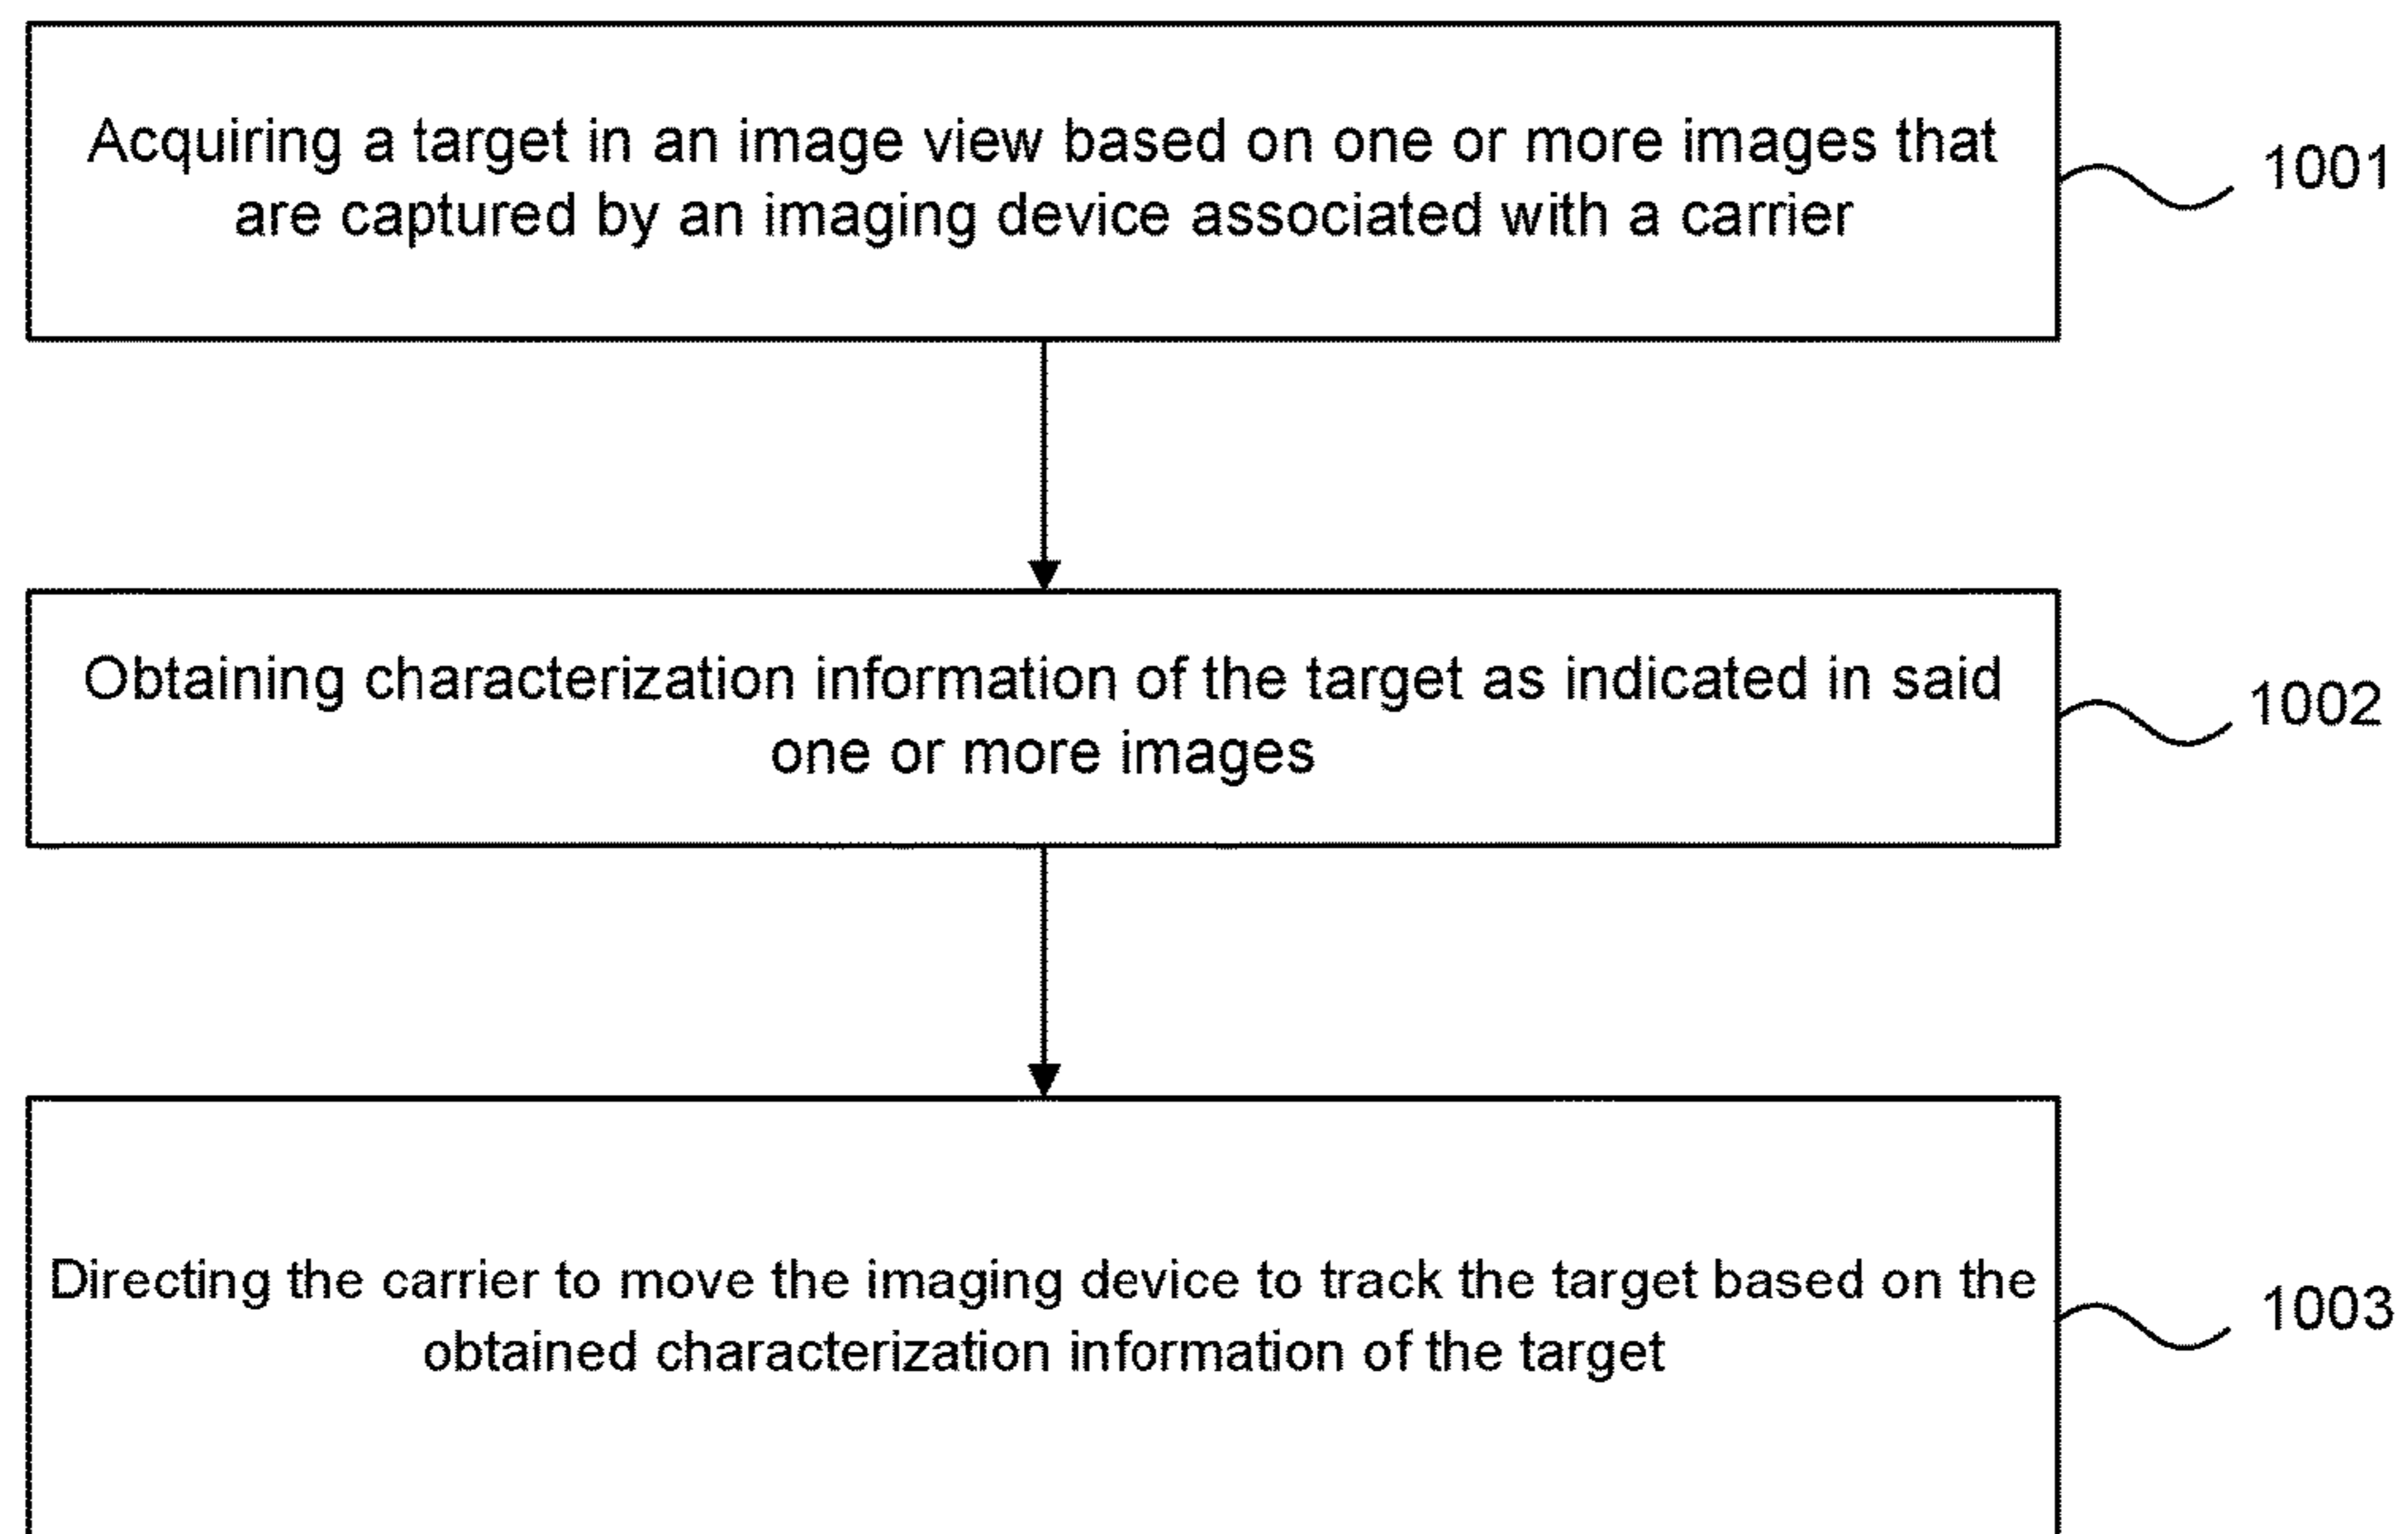 Acquiring a target in an image view based on one or more images that
are captured by an imaging device associated with a carrier
1001
Obtaining characterization information of the target as indicated in said
one or more images
1002
Directing the carrier to move the imaging device to track the target based on the
obtained characterization information of the target
1003